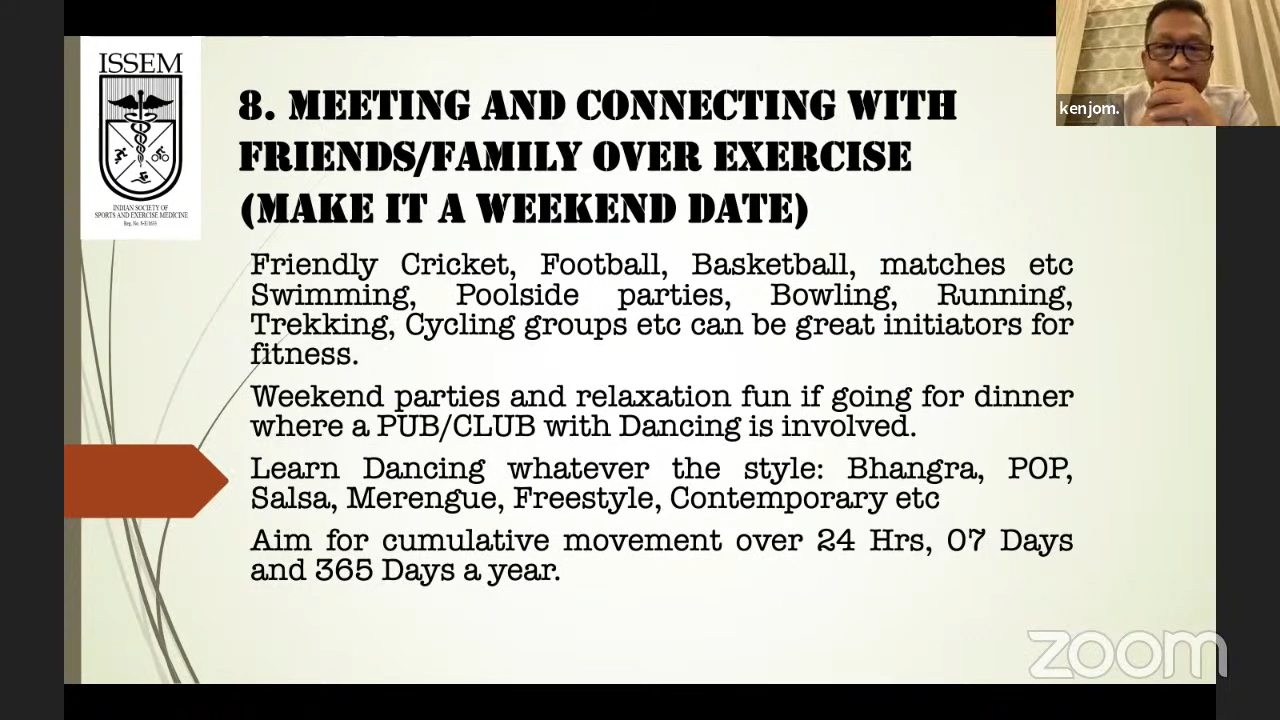 ISSEM
INDIAN SOCIETY OF
SPORTS AND EXERCISE MEDICINE
8. MEETING AND CONNECTING WITH
FRIENDS/FAMILY OVER EXERCISE
(MAKE IT A WEEKEND DATE)
Friendly Cricket, Football, Basketball, matches etc
Swimming, Poolside parties, Bowling, Running,
Trekking, Cycling groups etc can be great initiators for
fitness.
Weekend parties and relaxation fun if going for dinner
where a PUB/CLUB with Dancing is involved.
Learn Dancing whatever the style: Bhangra, POP,
Salsa, Merengue, Freestyle, Contemporary etc
Aim for cumulative movement over 24 Hrs, 07 Days
and 365 Days a year.
kenjom.
zoom